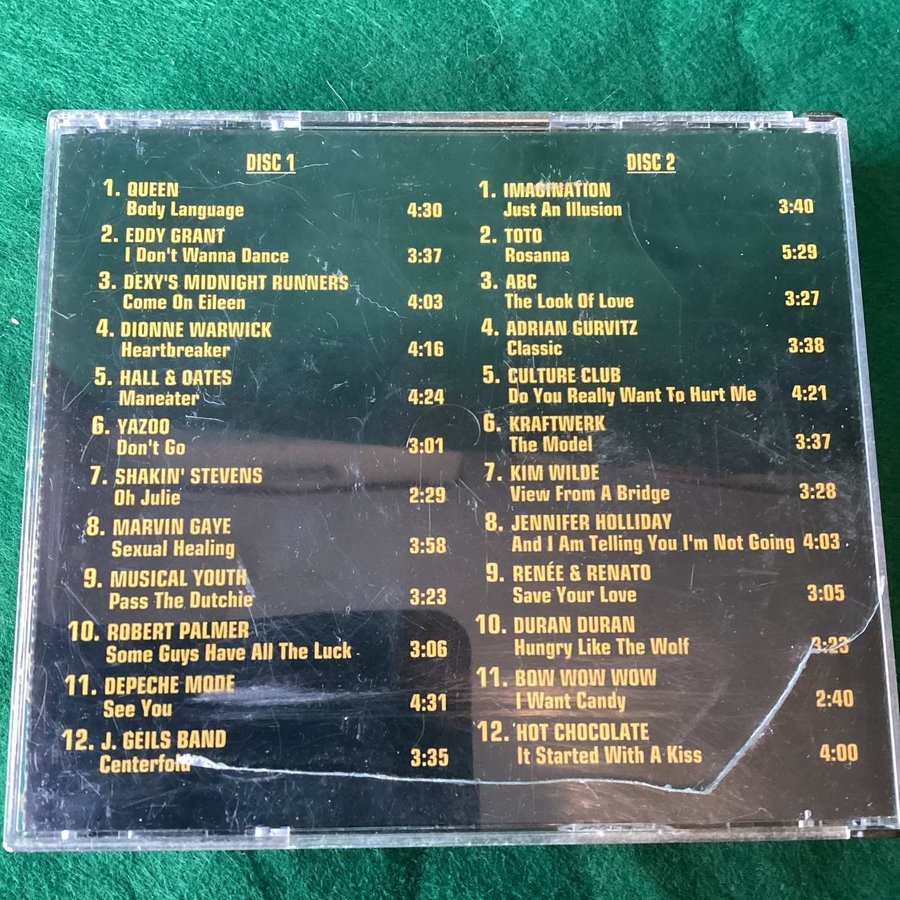 DISC 1
1. QUEEN
Body Language 4:30
2. EDDY GRANT
I Don't Wanna Dance 3:37
3. DEXY'S MIDNIGHT RUNNERS
Come On Eileen 4:03
4. DIONNE WARWICK
Heartbreaker 4:16
5. HALL & OATES
Maneater 4:24
6. YAZOO
Don't Go 3:01
7. SHAKIN' STEVENS
Oh Julie 2:29
8. MARVIN GAYE
Sexual Healing 3:58
9. MUSICAL YOUTH
Pass The Dutchie 3:23
10. ROBERT PALMER
Some Guys Have All The Luck 3:06
11. DEPECHE MODE
See You 4:31
12. J. GEILS BAND
Centerfold 3:35
DISC 2
1. IMAGINATION
Just An Illusion 3:40
2. TOTO
Rosanna 5:29
3. ABC
The Look Of Love 3:27
4. ADRIAN GURVITZ
Classic 3:38
5. CULTURE CLUB
Do You Really Want To Hurt Me 4:21
6. KRAFTWERK
The Model 3:37
7. KIM WILDE
View From A Bridge 3:28
8. JENNIFER HOLLIDAY
And I Am Telling You I'm Not Going 4:03
9. RENÉE & RENATO
Save Your Love 3:05
10. DURAN DURAN
Hungry Like The Wolf 3:23
11. BOW WOW WOW
I Want Candy 2:40
12. HOT CHOCOLATE
It Started With A Kiss 4:00